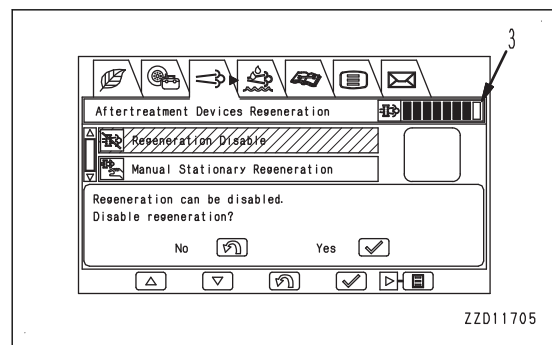 3
Aftertreatment Devices Regeneration
Regeneration Disable
Manual Stationary Regeneration
Regeneration can be disabled.
Disable regeneration?
No Yes
ZZD11705